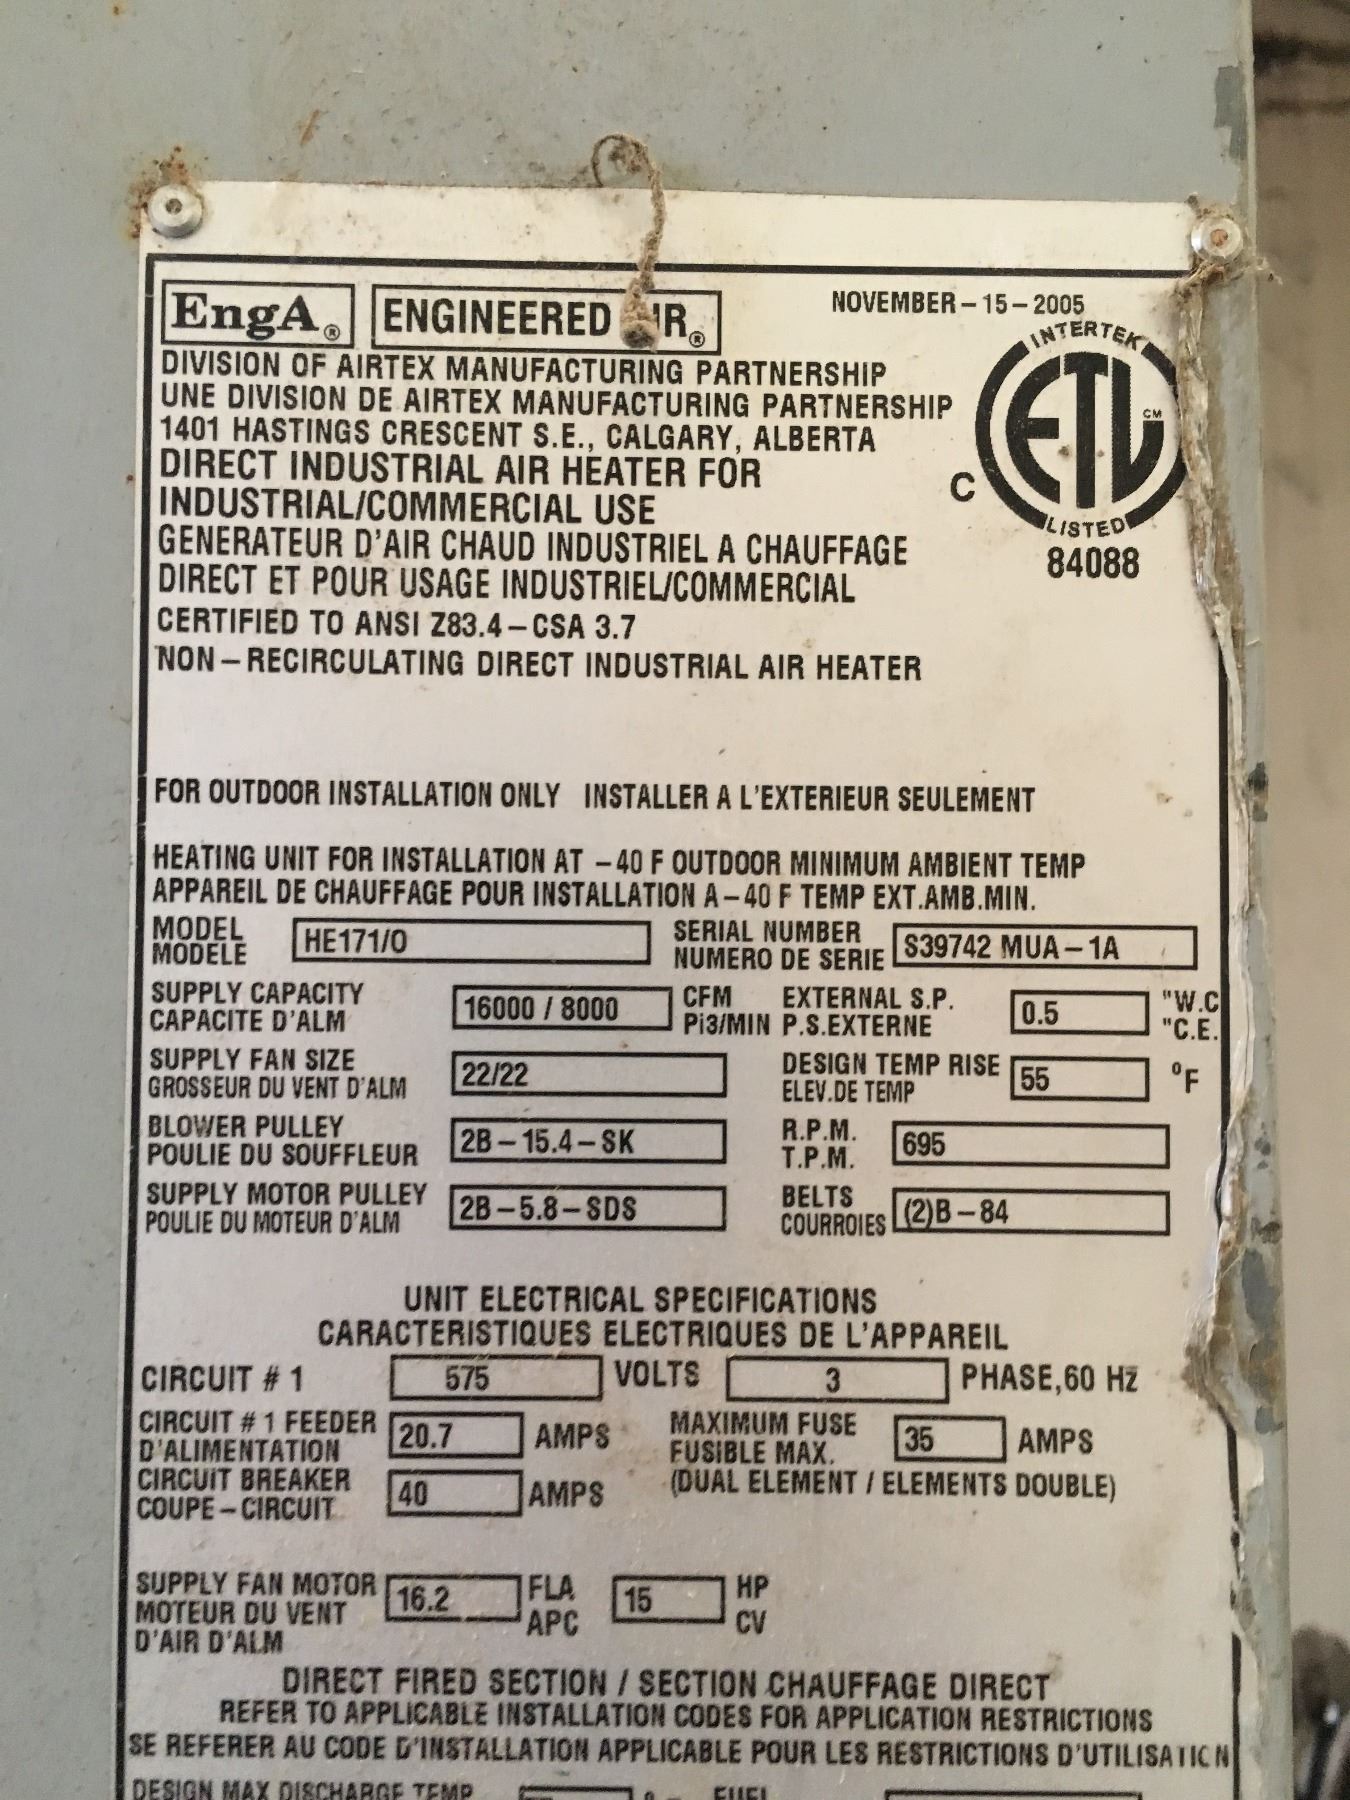 EngA® ENGINEERED IR® NOVEMBER-15-2005
DIVISION OF AIRTEX MANUFACTURING PARTNERSHIP
UNE DIVISION DE AIRTEX MANUFACTURING PARTNERSHIP
1401 HASTINGS CRESCENT S.E., CALGARY, ALBERTA
INTERTEK
C ETL CM
LISTED
84088
DIRECT INDUSTRIAL AIR HEATER FOR
INDUSTRIAL/COMMERCIAL USE
GENERATEUR D'AIR CHAUD INDUSTRIEL A CHAUFFAGE
DIRECT ET POUR USAGE INDUSTRIEL/COMMERCIAL
CERTIFIED TO ANSI Z83.4-CSA 3.7
NON-RECIRCULATING DIRECT INDUSTRIAL AIR HEATER
FOR OUTDOOR INSTALLATION ONLY INSTALLER A L'EXTERIEUR SEULEMENT
HEATING UNIT FOR INSTALLATION AT -40 F OUTDOOR MINIMUM AMBIENT TEMP
APPAREIL DE CHAUFFAGE POUR INSTALLATION A-40 F TEMP EXT.AMB.MIN.
MODEL HE171/O SERIAL NUMBER S39742 MUA-1A
MODELE NUMERO DE SERIE
SUPPLY CAPACITY 16000 / 8000 CFM EXTERNAL S.P. 0.5 "W.C
CAPACITE D'ALM Pi3/MIN P.S.EXTERNE "C.E.
SUPPLY FAN SIZE 22/22 DESIGN TEMP RISE 55 °F
GROSSEUR DU VENT D'ALM ELEV.DE TEMP
BLOWER PULLEY 2B-15.4-SK R.P.M. 695
POULIE DU SOUFFLEUR T.P.M.
SUPPLY MOTOR PULLEY 2B-5.8-SDS BELTS (2)B-84
POULIE DU MOTEUR D'ALM COURROIES
UNIT ELECTRICAL SPECIFICATIONS
CARACTERISTIQUES ELECTRIQUES DE L'APPAREIL
CIRCUIT # 1 575 VOLTS 3 PHASE,60 HZ
CIRCUIT # 1 FEEDER 20.7 AMPS MAXIMUM FUSE 35 AMPS
D'ALIMENTATION FUSIBLE MAX.
CIRCUIT BREAKER 40 AMPS (DUAL ELEMENT / ELEMENTS DOUBLE)
COUPE-CIRCUIT
SUPPLY FAN MOTOR 16.2 FLA 15 HP
MOTEUR DU VENT APC CV
D'AIR D'ALM
DIRECT FIRED SECTION / SECTION CHAUFFAGE DIRECT
REFER TO APPLICABLE INSTALLATION CODES FOR APPLICATION RESTRICTIONS
SE REFERER AU CODE D'INSTALLATION APPLICABLE POUR LES RESTRICTIONS D'UTILISATION
DESIGN MAX DISCHARGE TEMP FUEL